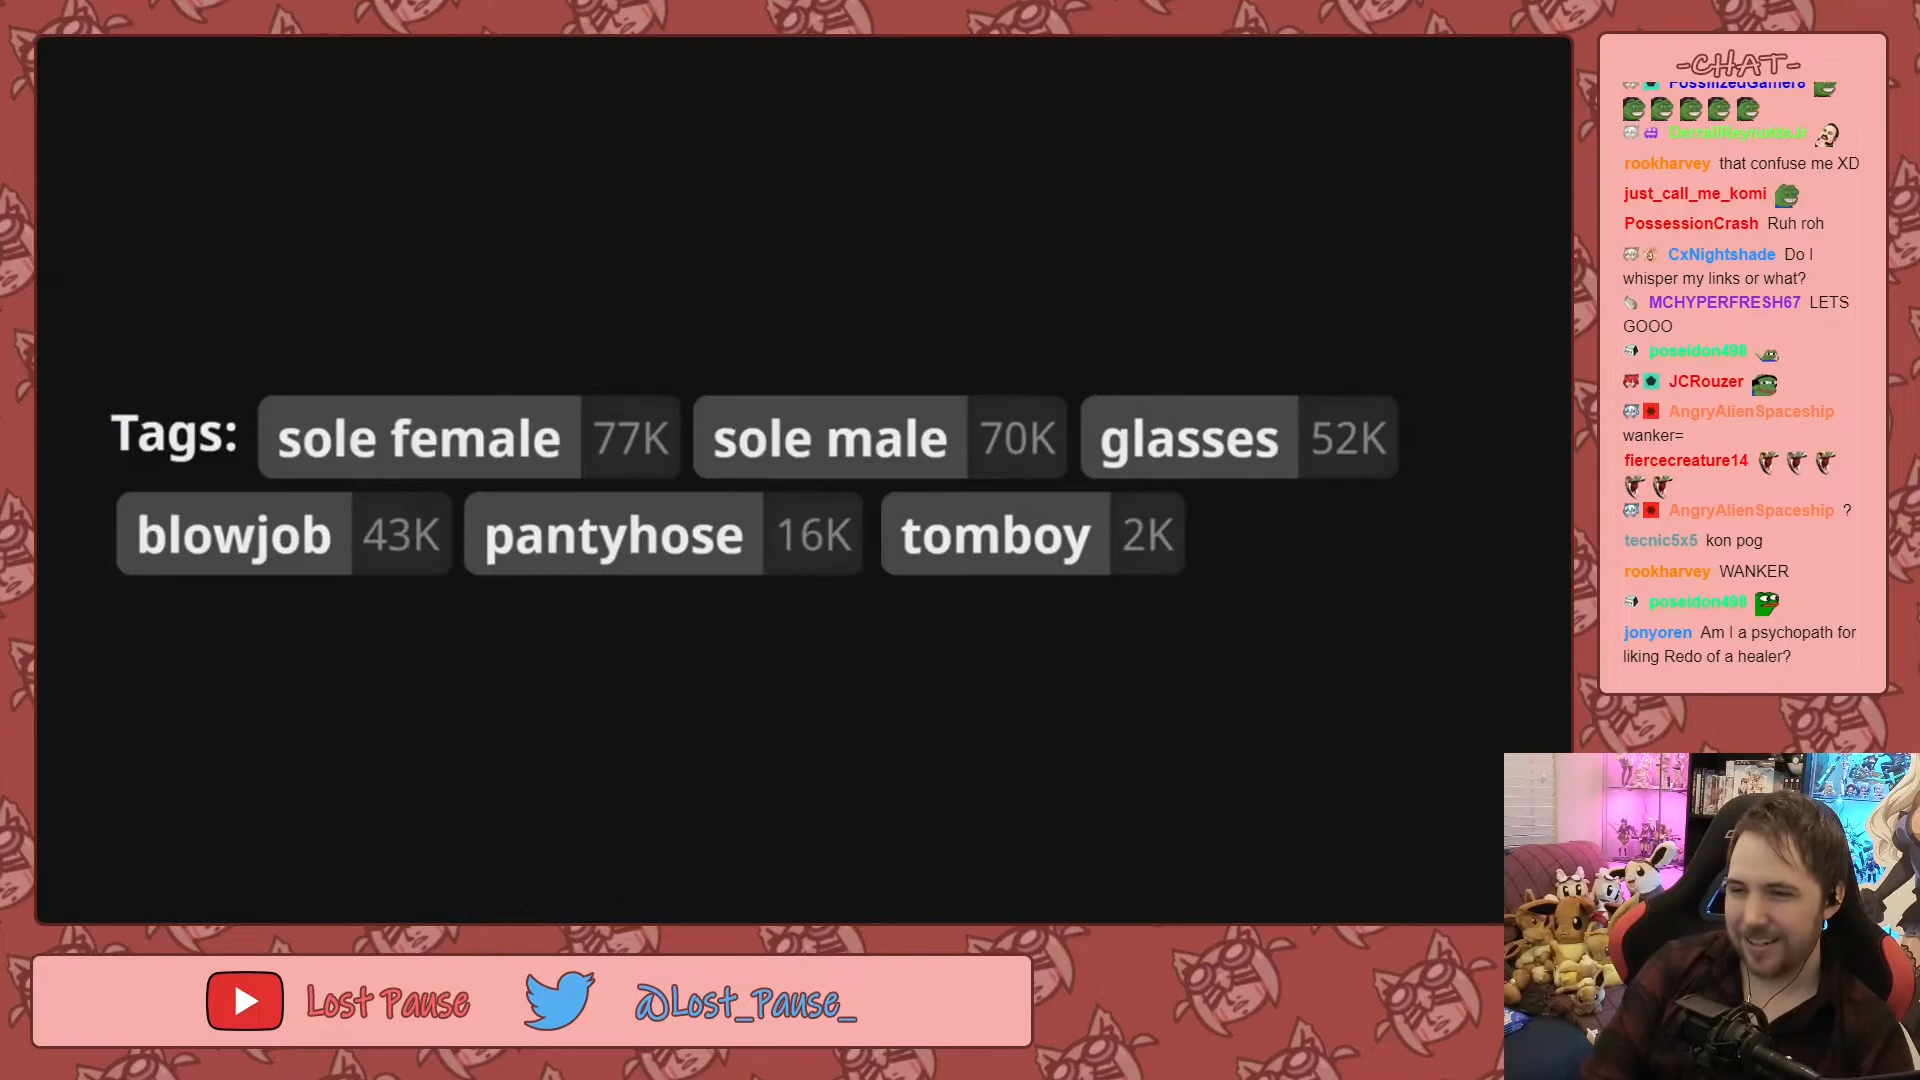 Tags: sole female 77K sole male 70K glasses 52K
blowjob 43K pantyhose 16K tomboy 2K
-CHAT-
FossilizedGamer8
DerrallReynoldsJr
rookharvey that confuse me XD
just_call_me_komi
PossessionCrash Ruh roh
CxNightshade Do I
whisper my links or what?
MCHYPERFRESH67 LETS
GOOO
poseidon498
JCRouzer
AngryAlienSpaceship
wanker=
fiercecreature14
AngryAlienSpaceship ?
tecnic5x5 kon pog
rookharvey WANKER
poseidon498
jonyoren Am I a psychopath for
liking Redo of a healer?
Lost Pause @Lost_Pause_